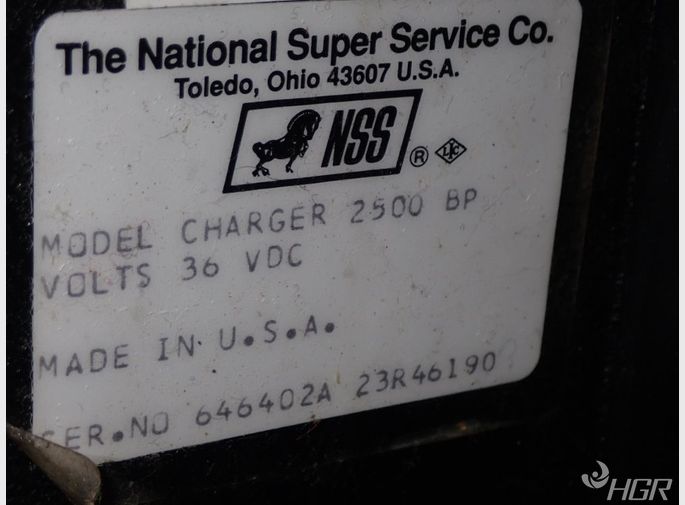 The National Super Service Co.
Toledo, Ohio 43607 U.S.A.
NSS
®
MODEL CHARGER 2500 BP
VOLTS 36 VDC
MADE IN U.S.A.
SER.NO 646402A 23R46190
HGR